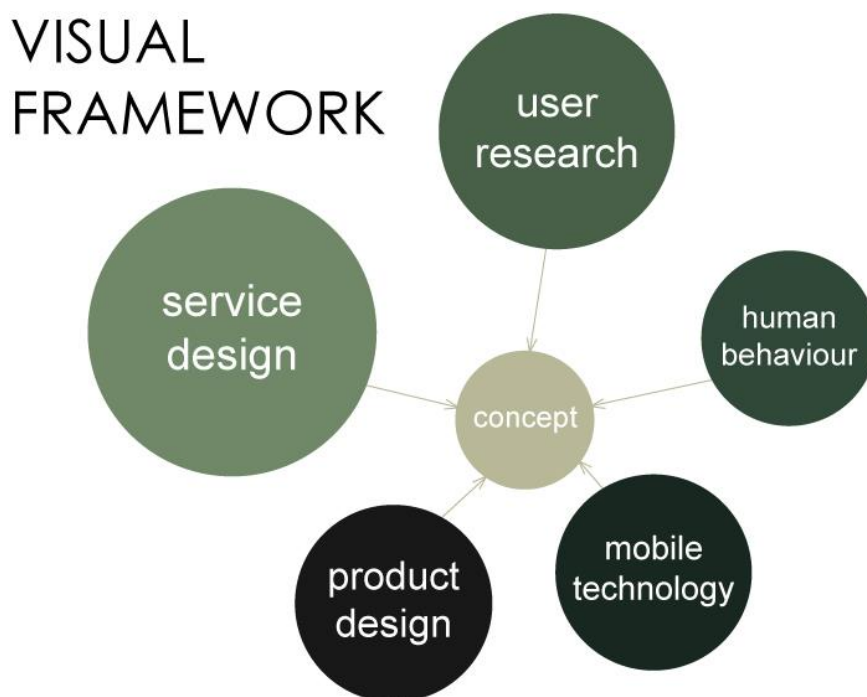 VISUAL
FRAMEWORK
user
research
service
design
human
behaviour
concept
product
design
mobile
technology